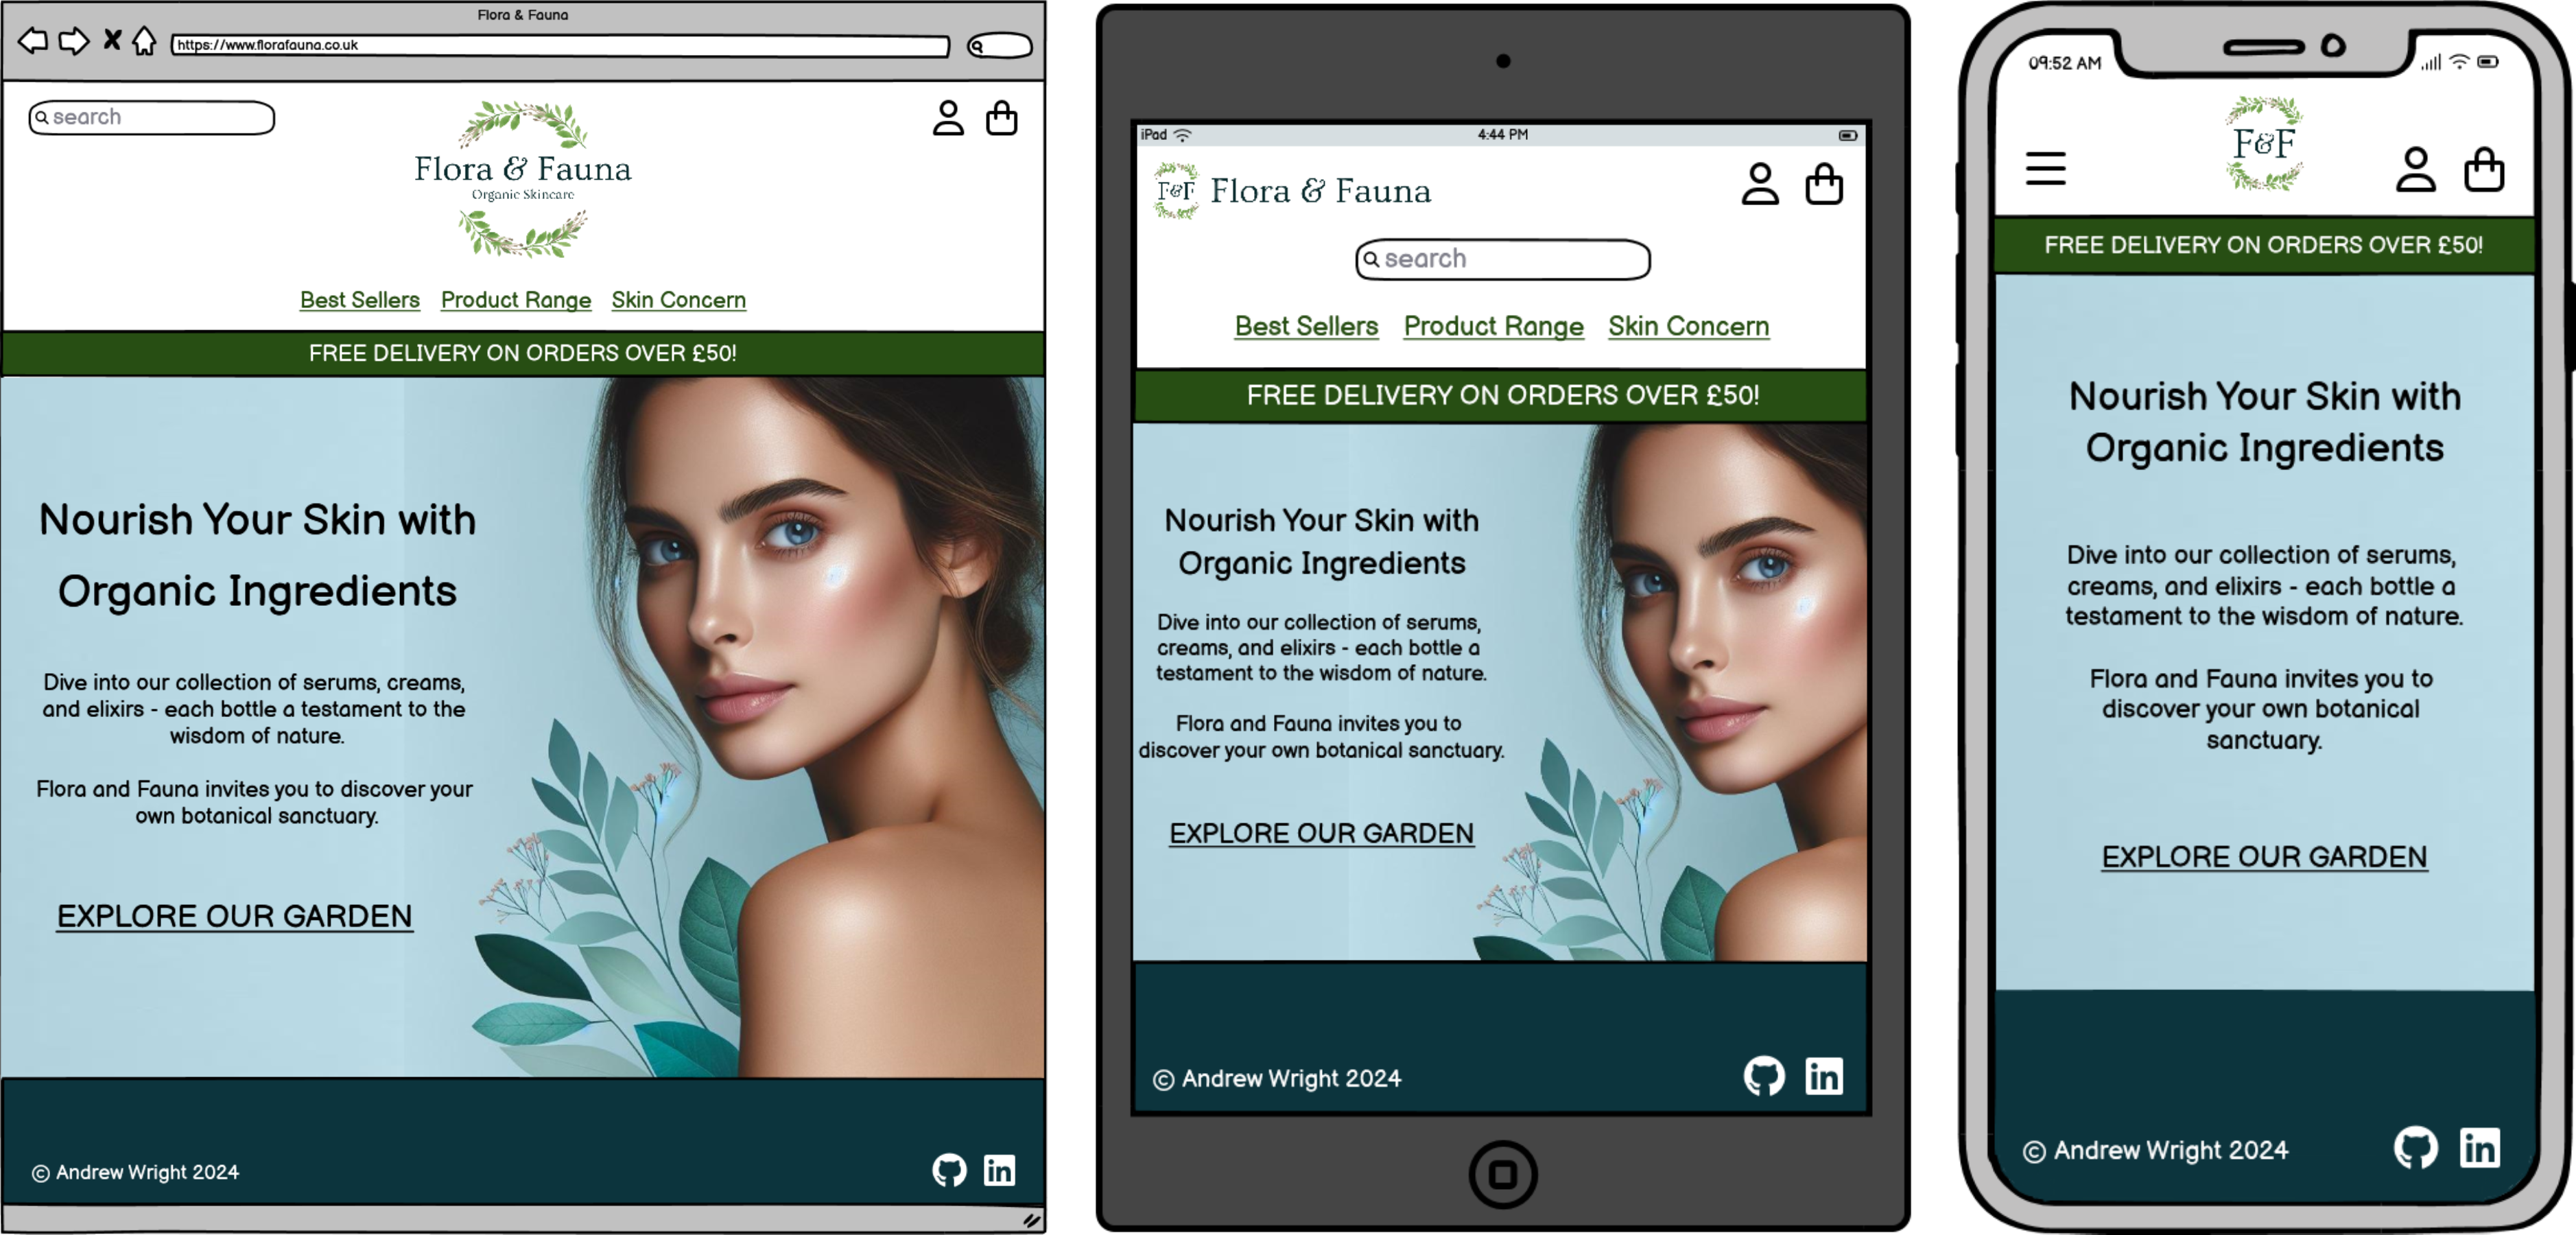 Flora & Fauna
https://www.florafauna.co.uk
search
Flora & Fauna
Organic Skincare
Best Sellers Product Range Skin Concern
FREE DELIVERY ON ORDERS OVER £50!
Nourish Your Skin with
Organic Ingredients
Dive into our collection of serums, creams,
and elixirs - each bottle a testament to the
wisdom of nature.
Flora and Fauna invites you to discover your
own botanical sanctuary.
EXPLORE OUR GARDEN
© Andrew Wright 2024
in
iPad 4:44 PM
F&F Flora & Fauna
search
Best Sellers Product Range Skin Concern
FREE DELIVERY ON ORDERS OVER £50!
Nourish Your Skin with
Organic Ingredients
Dive into our collection of serums,
creams, and elixirs - each bottle a
testament to the wisdom of nature.
Flora and Fauna invites you to
discover your own botanical sanctuary.
EXPLORE OUR GARDEN
© Andrew Wright 2024
in
09:52 AM
F&F
FREE DELIVERY ON ORDERS OVER £50!
Nourish Your Skin with
Organic Ingredients
Dive into our collection of serums,
creams, and elixirs - each bottle a
testament to the wisdom of nature.
Flora and Fauna invites you to
discover your own botanical
sanctuary.
EXPLORE OUR GARDEN
© Andrew Wright 2024
in